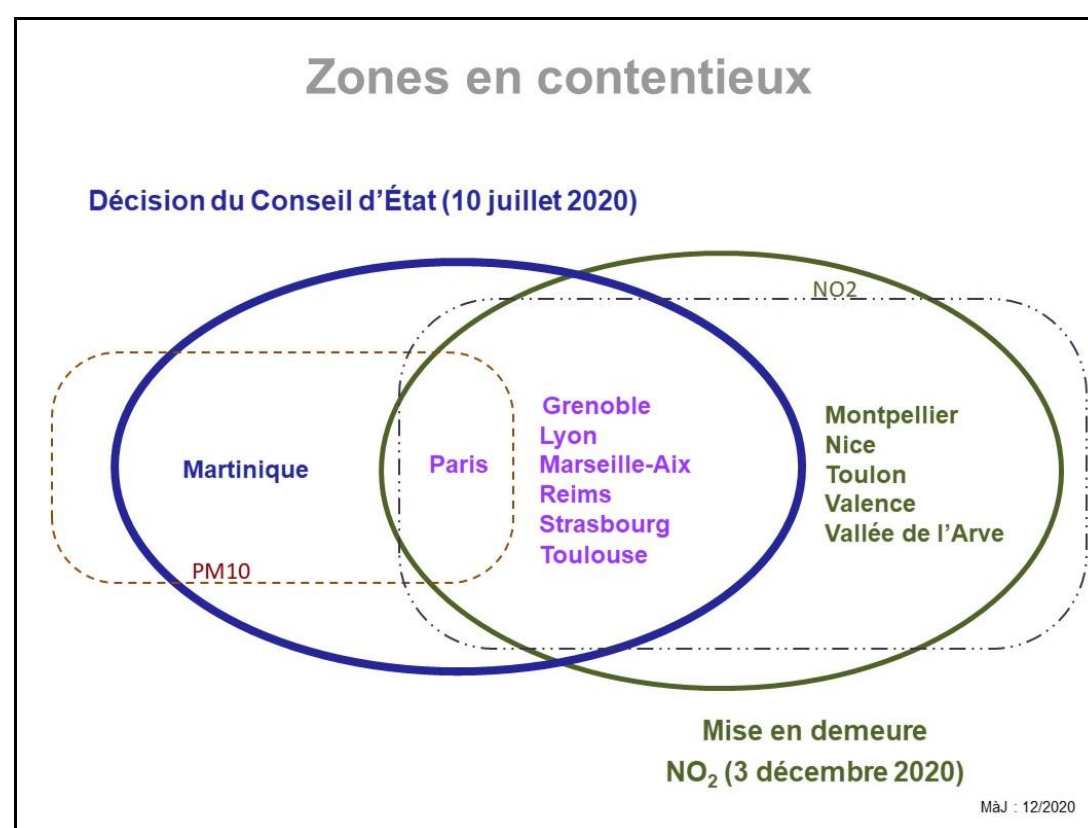 Zones en contentieux
Décision du Conseil d’État (10 juillet 2020)
NO2
Martinique
PM10
Paris
Grenoble
Lyon
Marseille-Aix
Reims
Strasbourg
Toulouse
Montpellier
Nice
Toulon
Valence
Vallée de l’Arve
Mise en demeure
NO₂ (3 décembre 2020)
MàJ : 12/2020